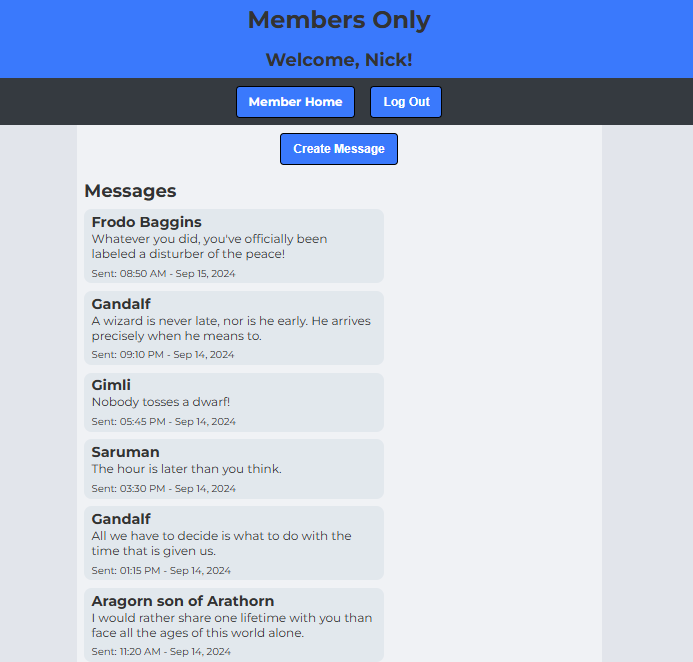 Members Only
Welcome, Nick!
Member Home
Log Out
Create Message
Messages
Frodo Baggins
Whatever you did, you've officially been
labeled a disturber of the peace!
Sent: 08:50 AM - Sep 15, 2024
Gandalf
A wizard is never late, nor is he early. He arrives
precisely when he means to.
Sent: 09:10 PM - Sep 14, 2024
Gimli
Nobody tosses a dwarf!
Sent: 05:45 PM - Sep 14, 2024
Saruman
The hour is later than you think.
Sent: 03:30 PM - Sep 14, 2024
Gandalf
All we have to decide is what to do with the
time that is given us.
Sent: 01:15 PM - Sep 14, 2024
Aragorn son of Arathorn
I would rather share one lifetime with you than
face all the ages of this world alone.
Sent: 11:20 AM - Sep 14, 2024